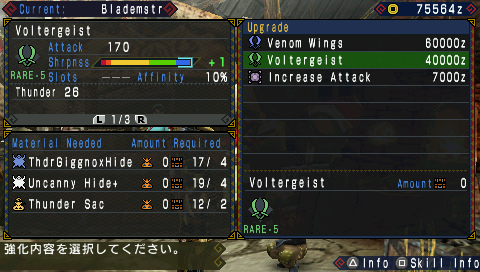 Current: Blademstr
75564z
Voltergeist
Attack 170
Shrpnss +1
RARE-5 Slots --- Affinity 10%
Thunder 26
L 1/3 R
Material Needed Amount Required
ThdrGiggnoxHide 0 17/ 4
Uncanny Hide+ 0 19/ 4
Thunder Sac 0 12/ 2
Upgrade
Venom Wings 60000z
Voltergeist 40000z
Increase Attack 7000z
Voltergeist Amount 0
RARE-5
強化内容を選択してください。
Info Skill Info